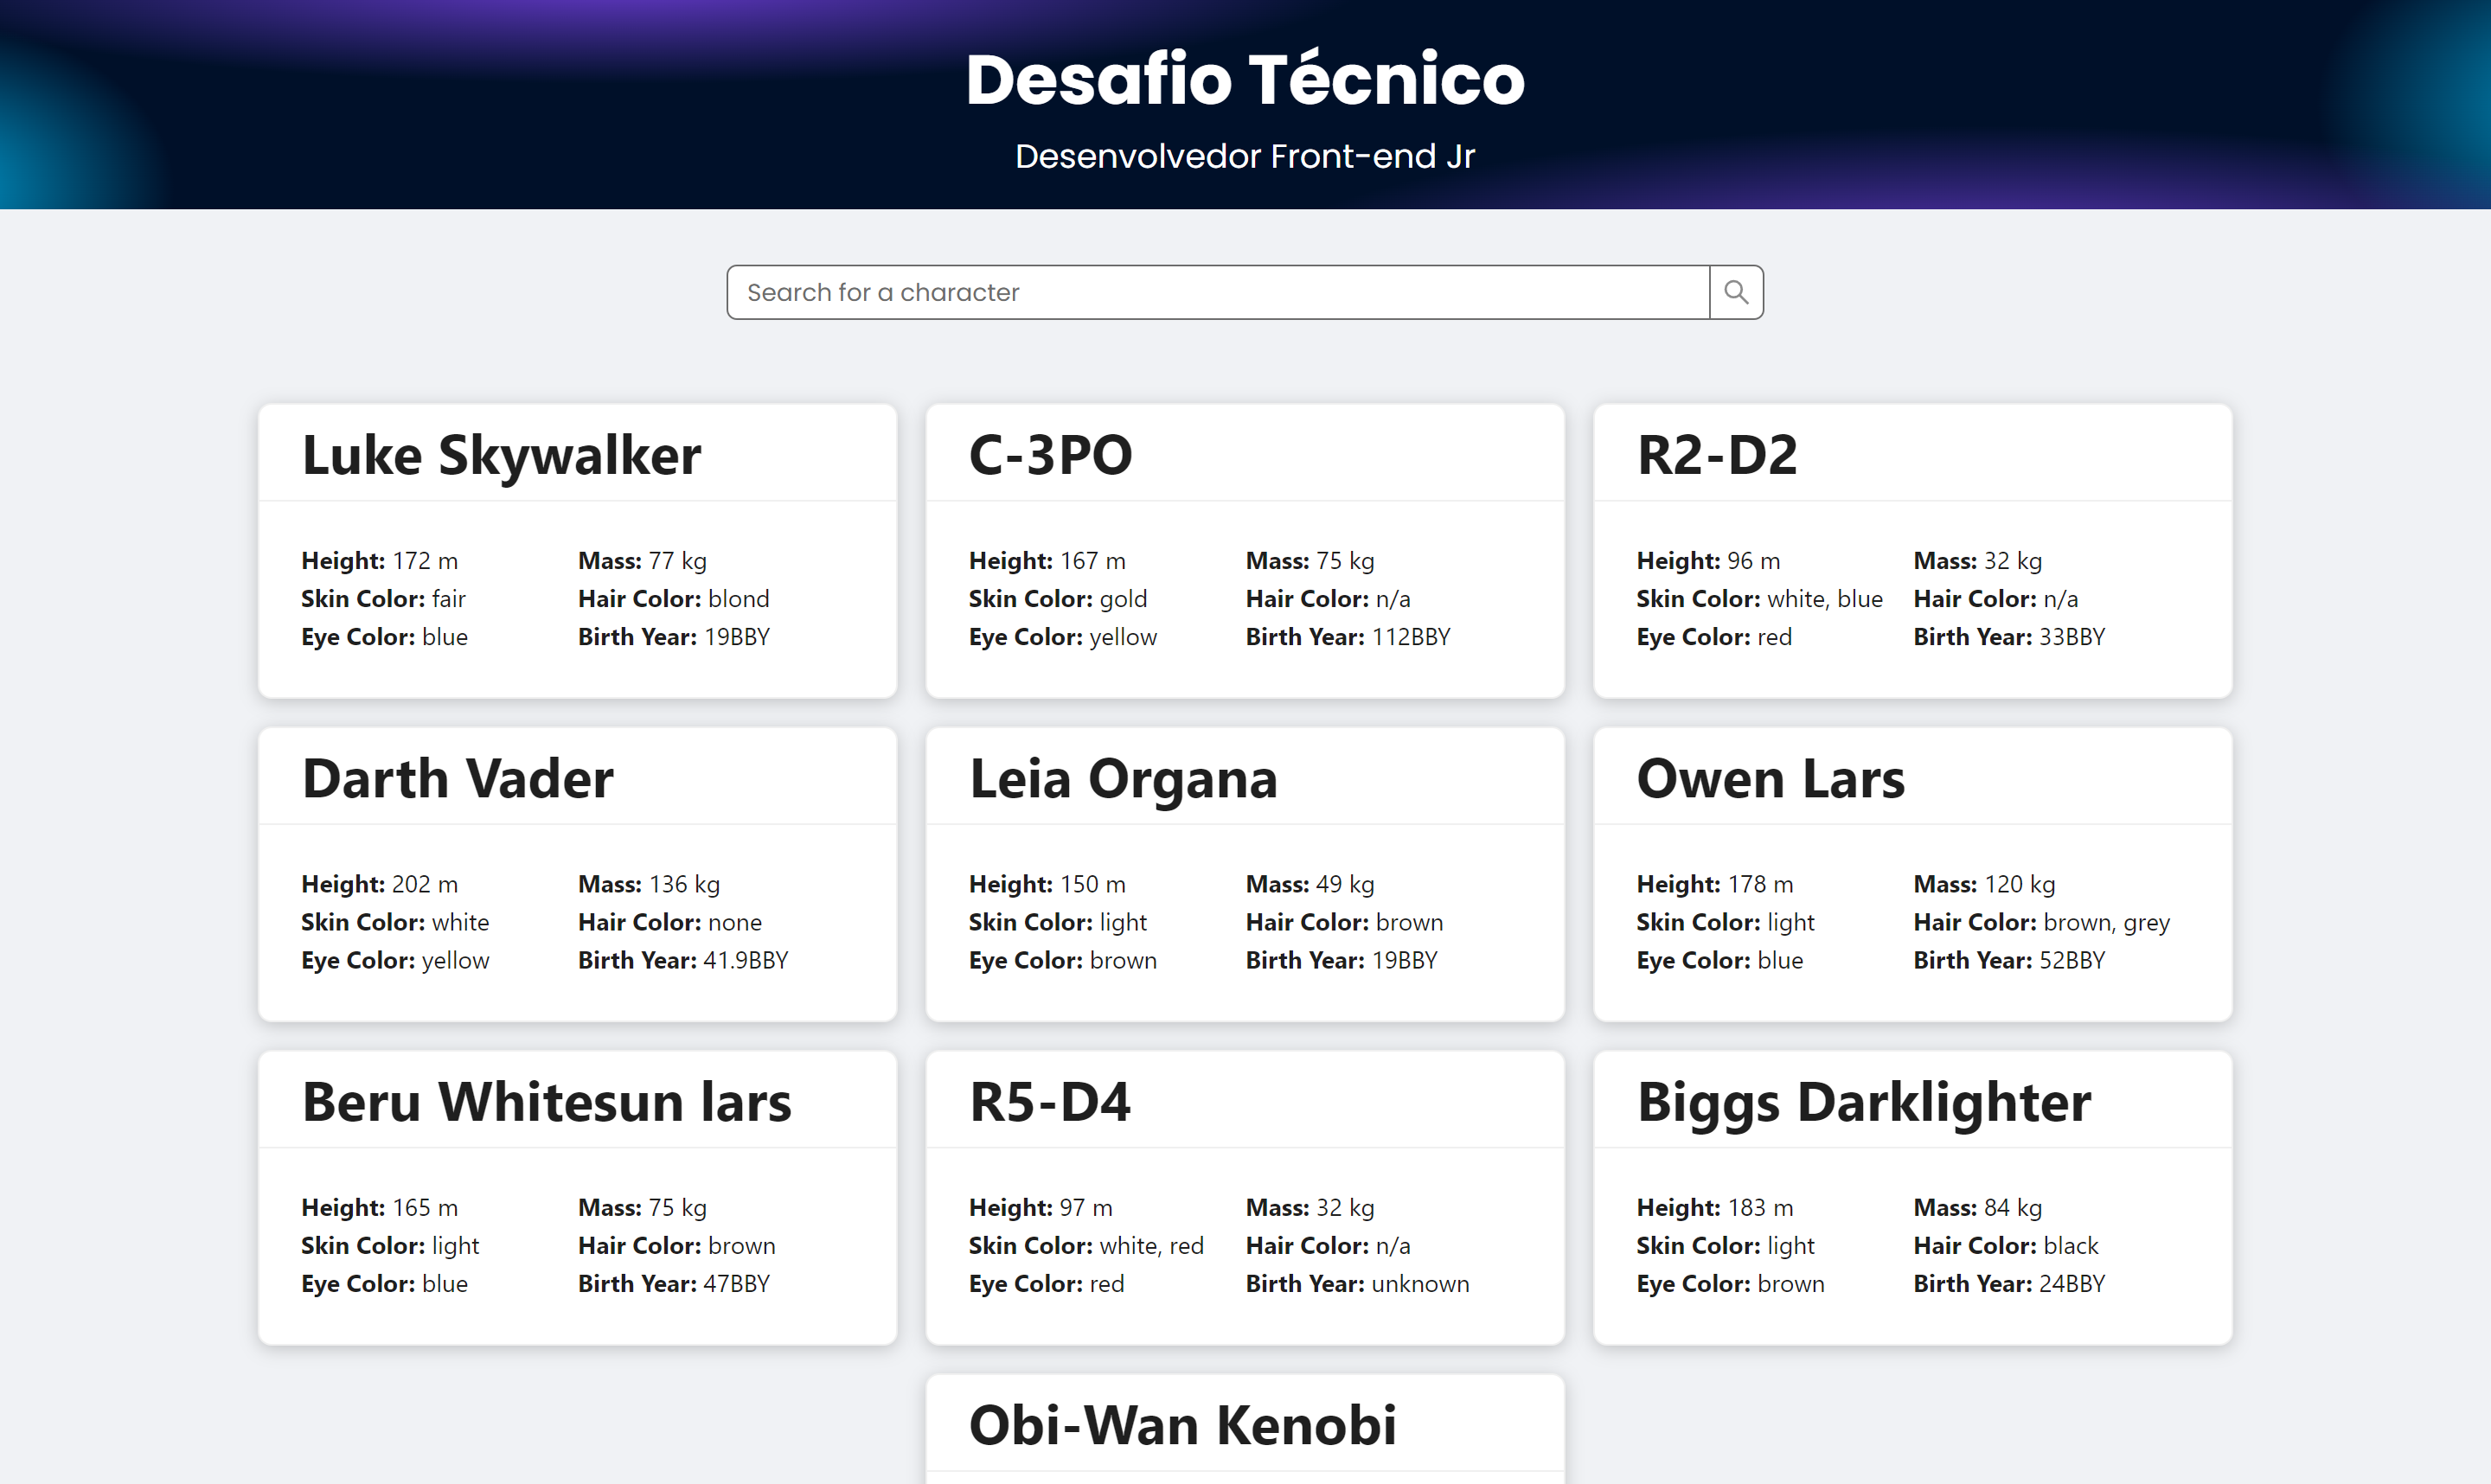 Desafio Técnico
Desenvolvedor Front-end Jr
Search for a character
Luke Skywalker
Height: 172 m
Mass: 77 kg
Skin Color: fair
Hair Color: blond
Eye Color: blue
Birth Year: 19BBY
C-3PO
Height: 167 m
Mass: 75 kg
Skin Color: gold
Hair Color: n/a
Eye Color: yellow
Birth Year: 112BBY
R2-D2
Height: 96 m
Mass: 32 kg
Skin Color: white, blue
Hair Color: n/a
Eye Color: red
Birth Year: 33BBY
Darth Vader
Height: 202 m
Mass: 136 kg
Skin Color: white
Hair Color: none
Eye Color: yellow
Birth Year: 41.9BBY
Leia Organa
Height: 150 m
Mass: 49 kg
Skin Color: light
Hair Color: brown
Eye Color: brown
Birth Year: 19BBY
Owen Lars
Height: 178 m
Mass: 120 kg
Skin Color: light
Hair Color: brown, grey
Eye Color: blue
Birth Year: 52BBY
Beru Whitesun lars
Height: 165 m
Mass: 75 kg
Skin Color: light
Hair Color: brown
Eye Color: blue
Birth Year: 47BBY
R5-D4
Height: 97 m
Mass: 32 kg
Skin Color: white, red
Hair Color: n/a
Eye Color: red
Birth Year: unknown
Biggs Darklighter
Height: 183 m
Mass: 84 kg
Skin Color: light
Hair Color: black
Eye Color: brown
Birth Year: 24BBY
Obi-Wan Kenobi